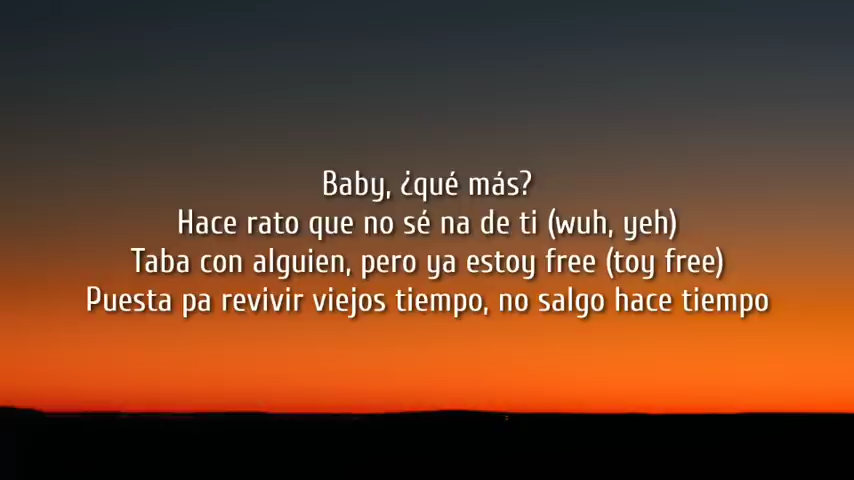 Baby, ¿qué más?
Hace rato que no sé na de ti (wuh, yeh)
Taba con alguien, pero ya estoy free (toy free)
Puesta pa revivir viejos tiempo, no salgo hace tiempo